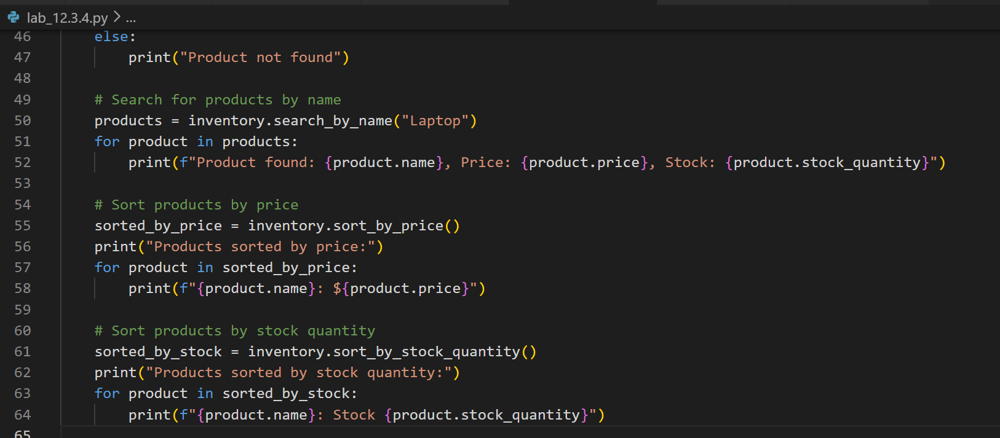 lab_12.3.4.py > ...
46 else:
47 print("Product not found")
48
49 # Search for products by name
50 products = inventory.search_by_name("Laptop")
51 for product in products:
52 print(f"Product found: {product.name}, Price: {product.price}, Stock: {product.stock_quantity}")
53
54 # Sort products by price
55 sorted_by_price = inventory.sort_by_price()
56 print("Products sorted by price:")
57 for product in sorted_by_price:
58 print(f"{product.name}: ${product.price}")
59
60 # Sort products by stock quantity
61 sorted_by_stock = inventory.sort_by_stock_quantity()
62 print("Products sorted by stock quantity:")
63 for product in sorted_by_stock:
64 print(f"{product.name}: Stock {product.stock_quantity}")
65